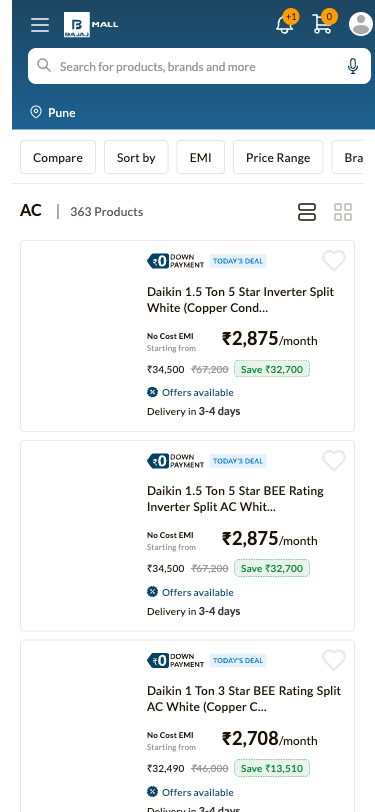 B
BAJAJ
MALL
+1
0
Search for products, brands and more
Pune
Compare
Sort by
EMI
Price Range
Bra
AC | 363 Products
₹0 DOWN PAYMENT TODAY'S DEAL
Daikin 1.5 Ton 5 Star Inverter Split
White (Copper Cond...
No Cost EMI
Starting from
₹2,875/month
₹34,500 ₹67,200 Save ₹32,700
Offers available
Delivery in 3-4 days
₹0 DOWN PAYMENT TODAY'S DEAL
Daikin 1.5 Ton 5 Star BEE Rating
Inverter Split AC Whit...
No Cost EMI
Starting from
₹2,875/month
₹34,500 ₹67,200 Save ₹32,700
Offers available
Delivery in 3-4 days
₹0 DOWN PAYMENT TODAY'S DEAL
Daikin 1 Ton 3 Star BEE Rating Split
AC White (Copper C...
No Cost EMI
Starting from
₹2,708/month
₹32,490 ₹46,000 Save ₹13,510
Offers available
Delivery in 3-4 days